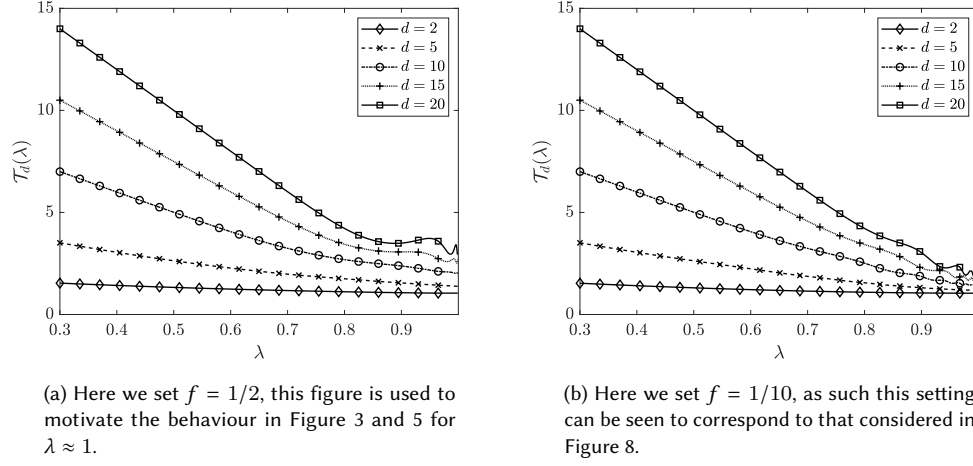 15
10
5
0
0.3
0.4
0.5
0.6
0.7
0.8
0.9
λ
𝒯_d(λ)
d = 2
d = 5
d = 10
d = 15
d = 20
(a) Here we set f = 1/2, this figure is used to
motivate the behaviour in Figure 3 and 5 for
λ ≈ 1.
15
10
5
0
0.3
0.4
0.5
0.6
0.7
0.8
0.9
λ
𝒯_d(λ)
d = 2
d = 5
d = 10
d = 15
d = 20
(b) Here we set f = 1/10, as such this setting
can be seen to correspond to that considered in
Figure 8.